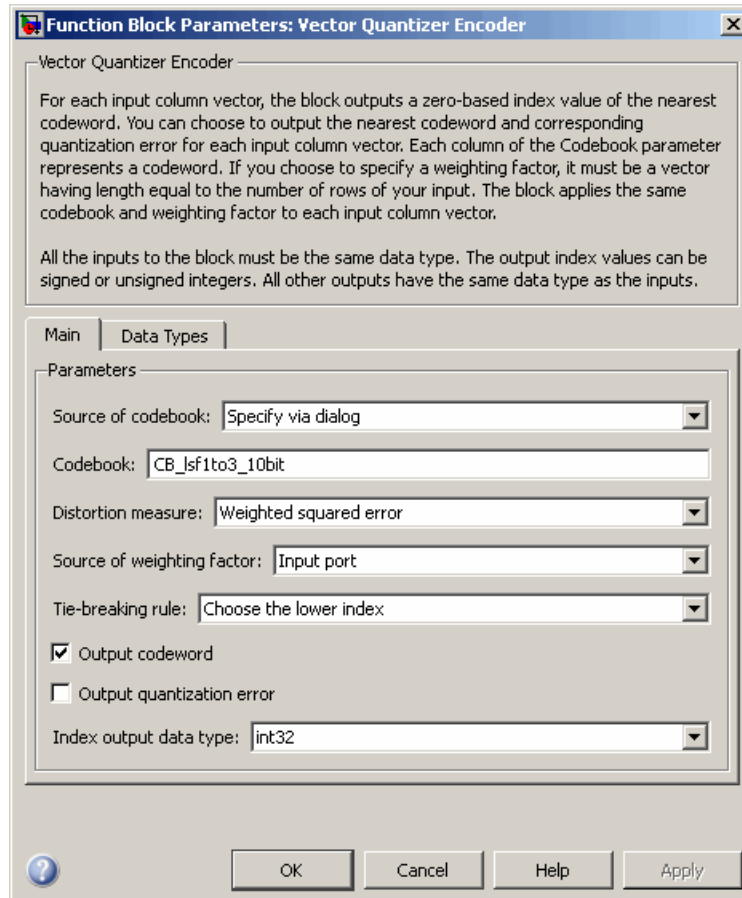 Function Block Parameters: Vector Quantizer Encoder
Vector Quantizer Encoder
For each input column vector, the block outputs a zero-based index value of the nearest
codeword. You can choose to output the nearest codeword and corresponding
quantization error for each input column vector. Each column of the Codebook parameter
represents a codeword. If you choose to specify a weighting factor, it must be a vector
having length equal to the number of rows of your input. The block applies the same
codebook and weighting factor to each input column vector.
All the inputs to the block must be the same data type. The output index values can be
signed or unsigned integers. All other outputs have the same data type as the inputs.
Main Data Types
Parameters
Source of codebook: Specify via dialog
Codebook: CB_lsf1to3_10bit
Distortion measure: Weighted squared error
Source of weighting factor: Input port
Tie-breaking rule: Choose the lower index
Output codeword
Output quantization error
Index output data type: int32
? OK Cancel Help Apply